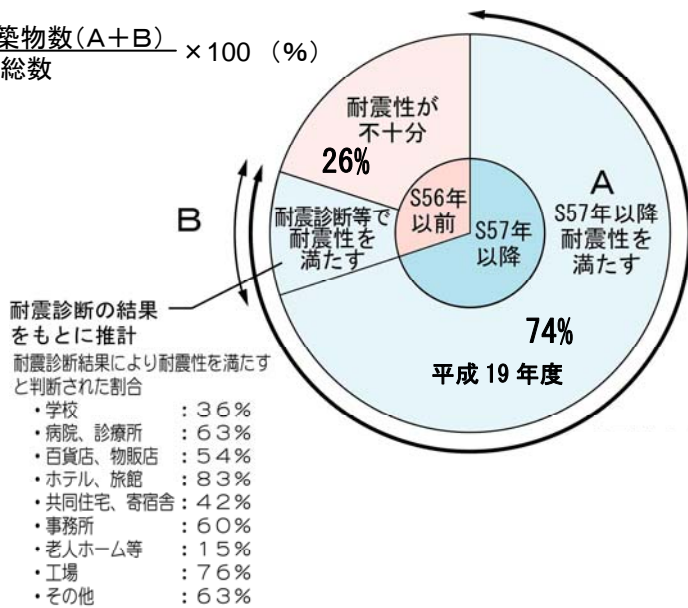 築物数(A+B)
総数
×100 (%)
耐震性が
不十分
26%
S56年
以前
S57年
以降
A
S57年以降
耐震性を
満たす
B
耐震診断等で
耐震性を
満たす
74%
平成 19 年度
耐震診断の結果
をもとに推計
耐震診断結果により耐震性を満たす
と判断された割合
・学校 :36%
・病院、診療所 :63%
・百貨店、物販店 :54%
・ホテル、旅館 :83%
・共同住宅、寄宿舎:42%
・事務所 :60%
・老人ホーム等 :15%
・工場 :76%
・その他 :63%